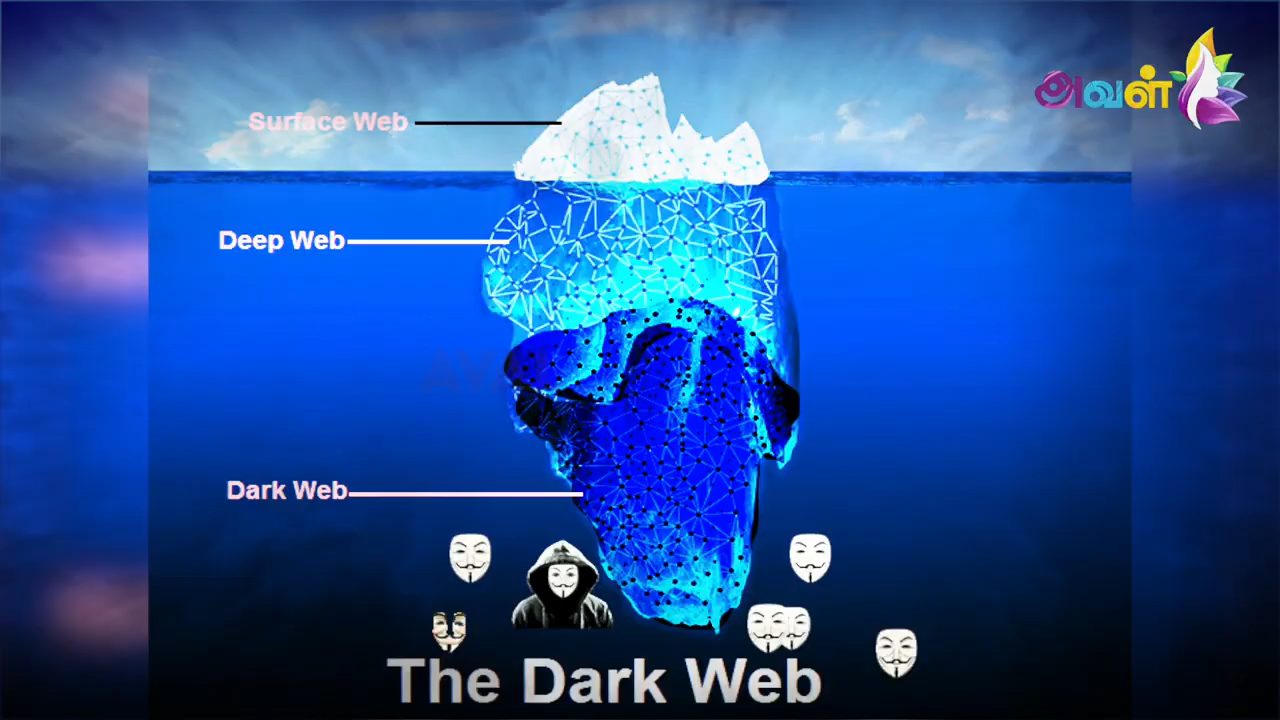 அவள்
Surface Web
Deep Web
Dark Web
The Dark Web